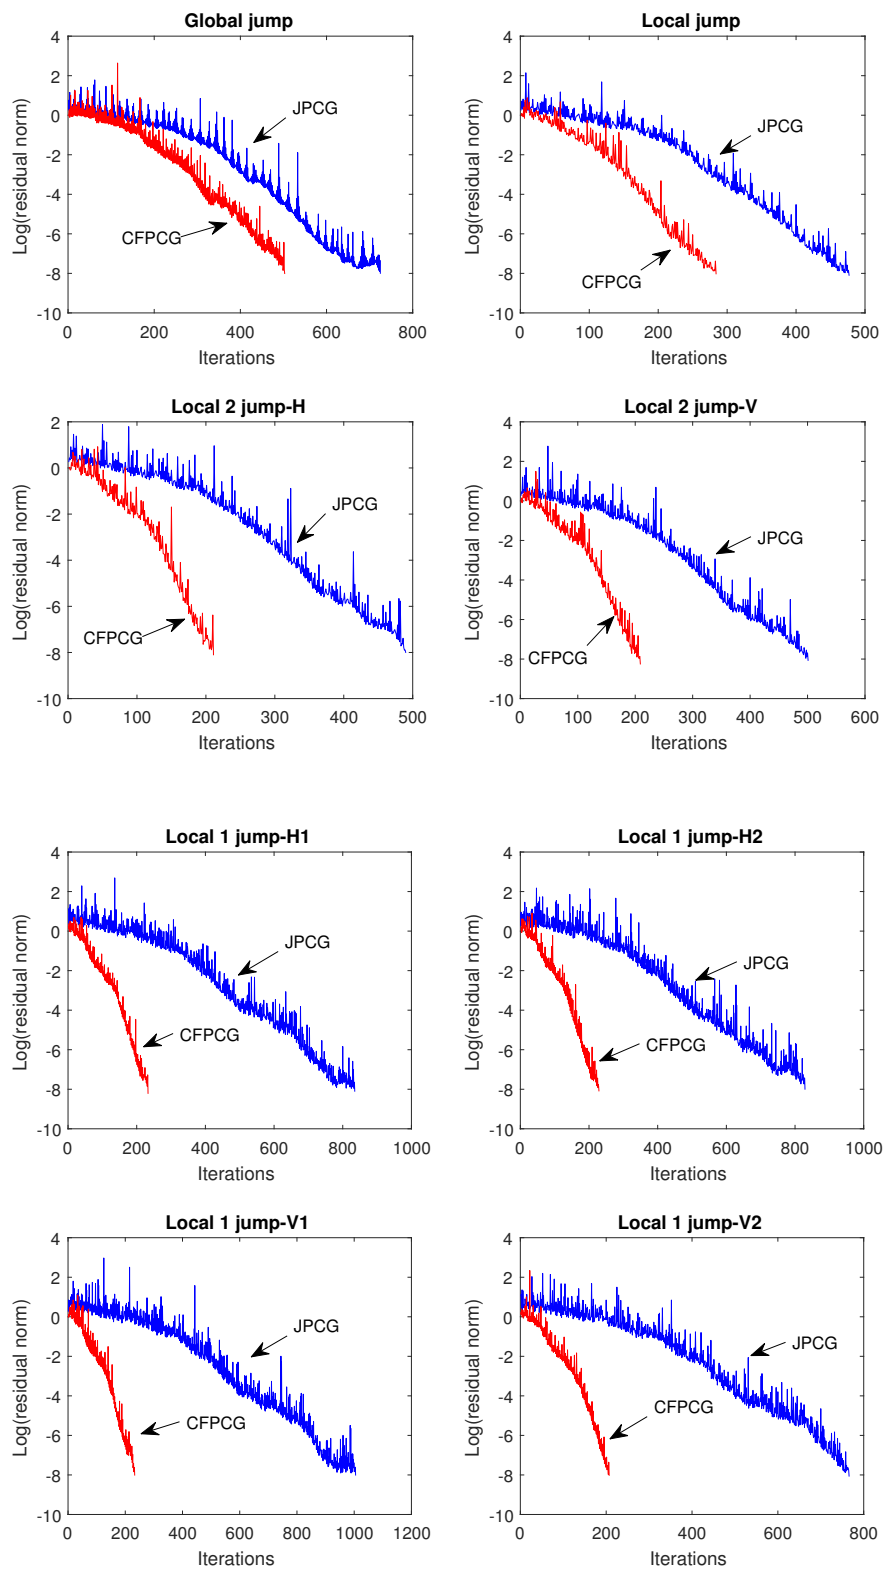 Global jump
4
2
0
-2
-4
-6
-8
-10
Log(residual norm)
JPCG
CFPCG
0 200 400 600 800
Iterations
Local jump
4
2
0
-2
-4
-6
-8
-10
Log(residual norm)
JPCG
CFPCG
0 100 200 300 400 500
Iterations
Local 2 jump-H
2
0
-2
-4
-6
-8
-10
Log(residual norm)
JPCG
CFPCG
0 100 200 300 400 500
Iterations
Local 2 jump-V
4
2
0
-2
-4
-6
-8
-10
Log(residual norm)
JPCG
CFPCG
0 100 200 300 400 500 600
Iterations
Local 1 jump-H1
4
2
0
-2
-4
-6
-8
-10
Log(residual norm)
JPCG
CFPCG
0 200 400 600 800 1000
Iterations
Local 1 jump-H2
4
2
0
-2
-4
-6
-8
-10
Log(residual norm)
JPCG
CFPCG
0 200 400 600 800 1000
Iterations
Local 1 jump-V1
4
2
0
-2
-4
-6
-8
-10
Log(residual norm)
JPCG
CFPCG
0 200 400 600 800 1000 1200
Iterations
Local 1 jump-V2
4
2
0
-2
-4
-6
-8
-10
Log(residual norm)
JPCG
CFPCG
0 200 400 600 800
Iterations